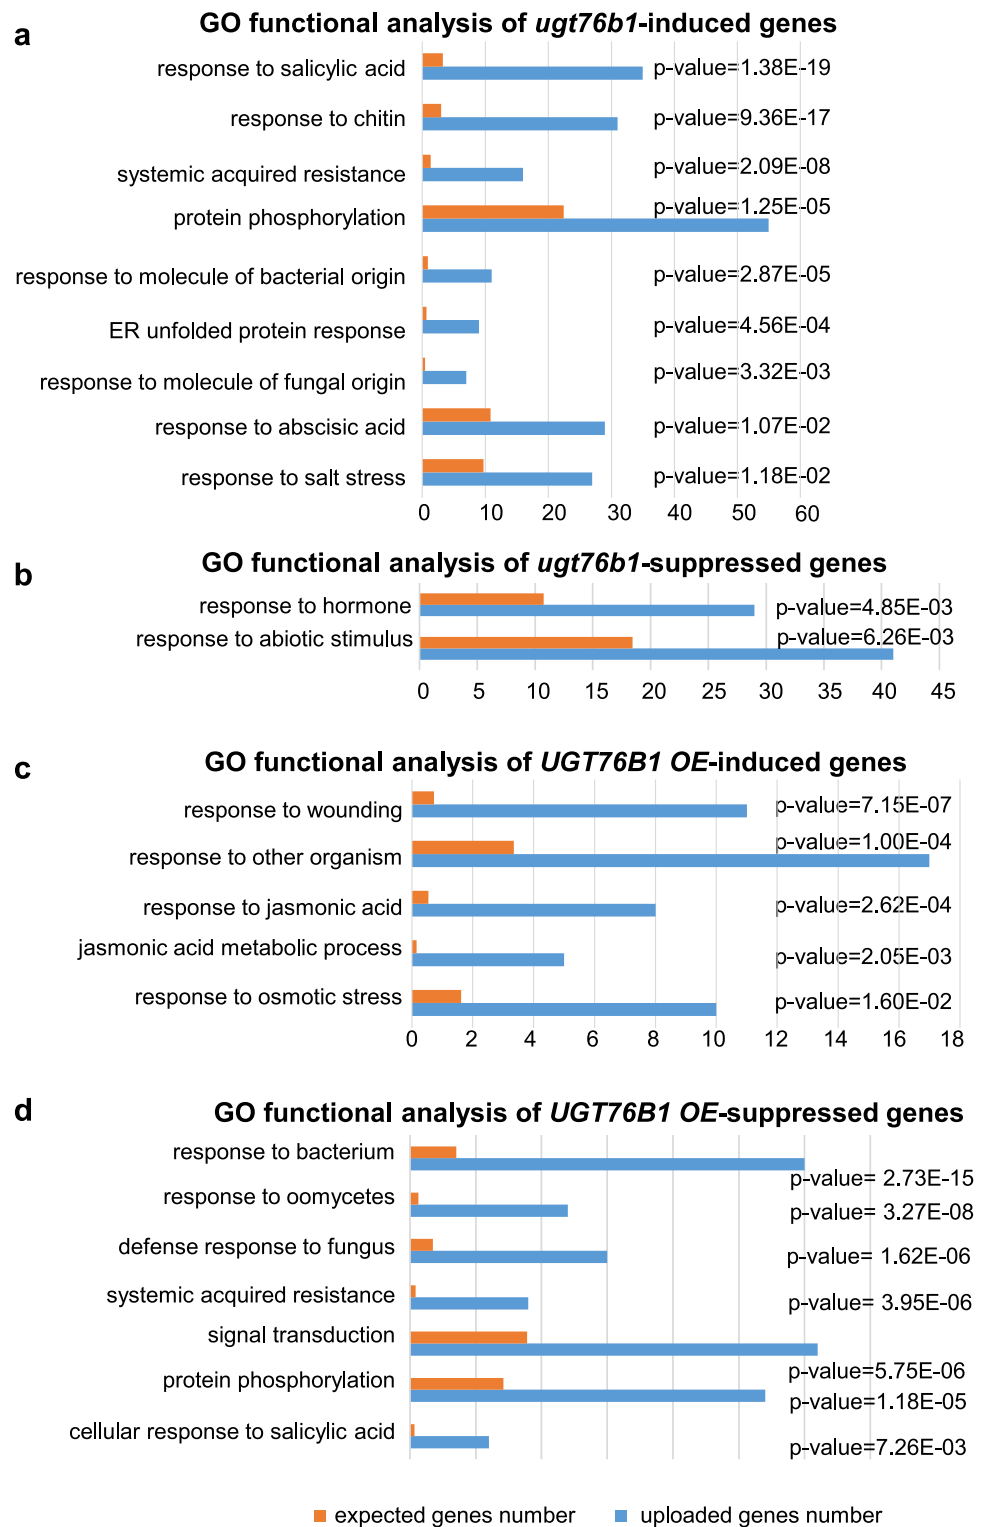 a
GO functional analysis of ugt76b1-induced genes
response to salicylic acid
p-value=1.38E-19
response to chitin
p-value=9.36E-17
systemic acquired resistance
p-value=2.09E-08
protein phosphorylation
p-value=1.25E-05
response to molecule of bacterial origin
p-value=2.87E-05
ER unfolded protein response
p-value=4.56E-04
response to molecule of fungal origin
p-value=3.32E-03
response to abscisic acid
p-value=1.07E-02
response to salt stress
p-value=1.18E-02
0 10 20 30 40 50 60
b
GO functional analysis of ugt76b1-suppressed genes
response to hormone
p-value=4.85E-03
response to abiotic stimulus
p-value=6.26E-03
0 5 10 15 20 25 30 35 40 45
c
GO functional analysis of UGT76B1 OE-induced genes
response to wounding
p-value=7.15E-07
response to other organism
p-value=1.00E-04
response to jasmonic acid
p-value=2.62E-04
jasmonic acid metabolic process
p-value=2.05E-03
response to osmotic stress
p-value=1.60E-02
0 2 4 6 8 10 12 14 16 18
d
GO functional analysis of UGT76B1 OE-suppressed genes
response to bacterium
p-value= 2.73E-15
response to oomycetes
p-value= 3.27E-08
defense response to fungus
p-value= 1.62E-06
systemic acquired resistance
p-value= 3.95E-06
signal transduction
p-value=5.75E-06
protein phosphorylation
p-value=1.18E-05
cellular response to salicylic acid
p-value=7.26E-03
expected genes number
uploaded genes number